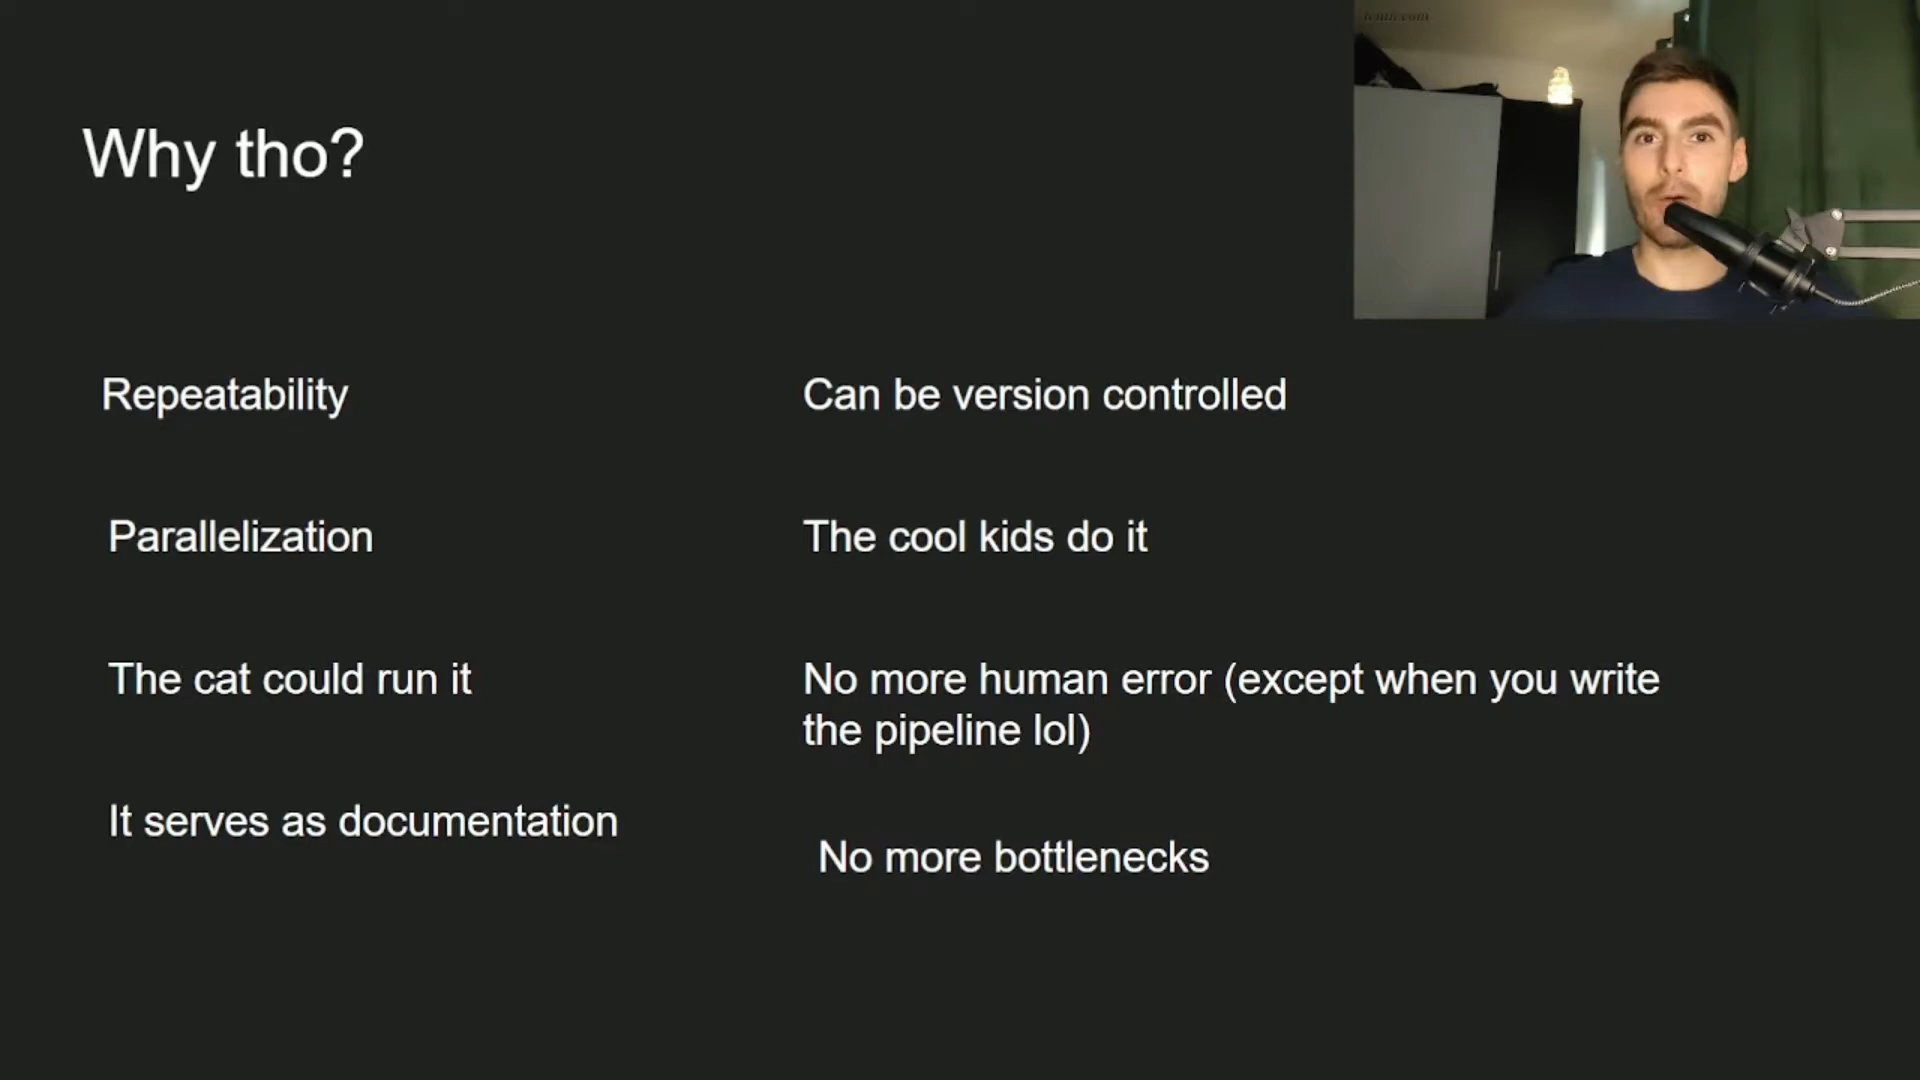 Why tho?
Repeatability
Parallelization
The cat could run it
It serves as documentation
Can be version controlled
The cool kids do it
No more human error (except when you write
the pipeline lol)
No more bottlenecks